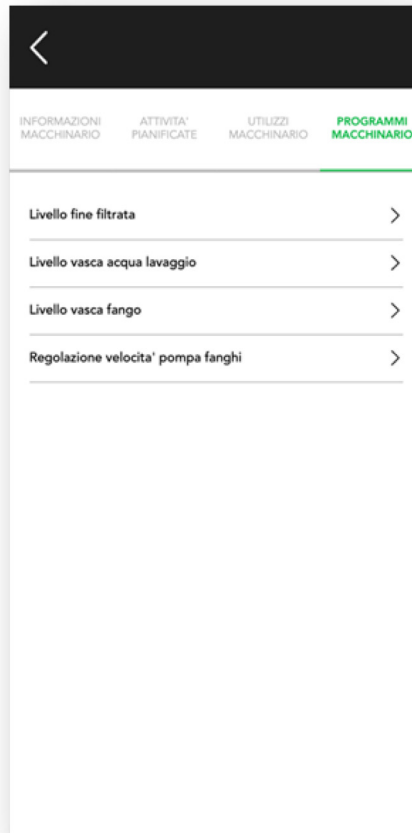 INFORMAZIONI
MACCHINARIO
ATTIVITA'
PIANIFICATE
UTILIZZI
MACCHINARIO
PROGRAMMI
MACCHINARIO
Livello fine filtrata
Livello vasca acqua lavaggio
Livello vasca fango
Regolazione velocita' pompa fanghi